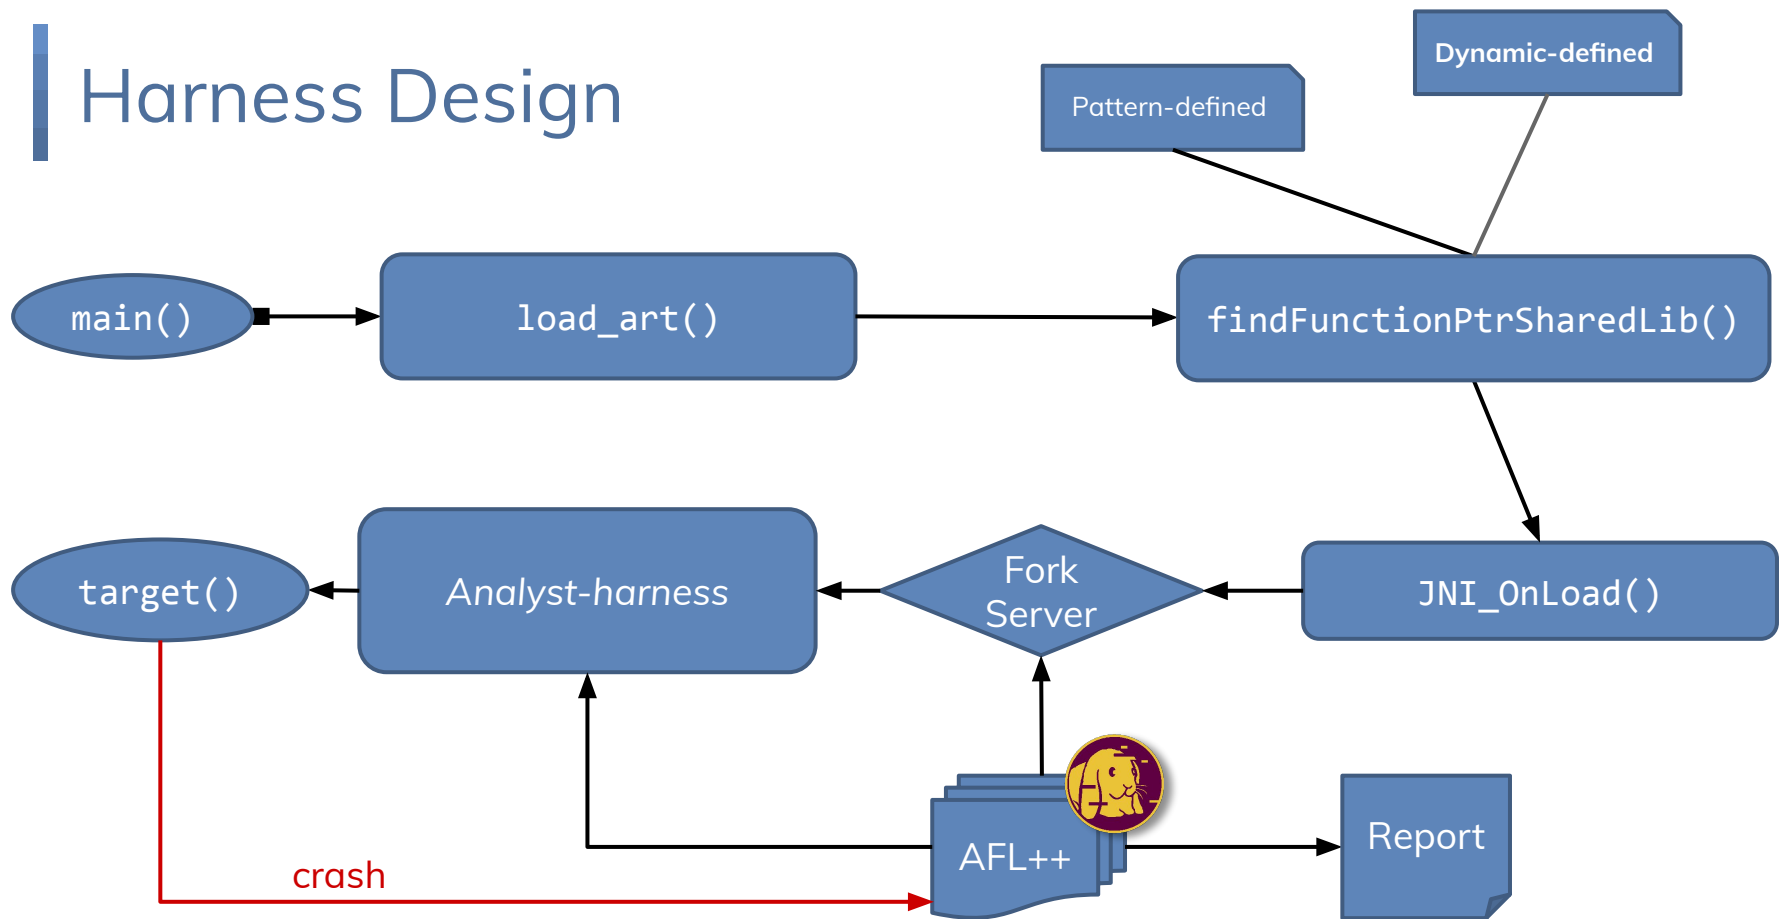 Harness Design
Pattern-defined
Dynamic-defined
main()
load_art()
findFunctionPtrSharedLib()
target()
Analyst-harness
Fork
Server
JNI_OnLoad()
crash
AFL++
Report